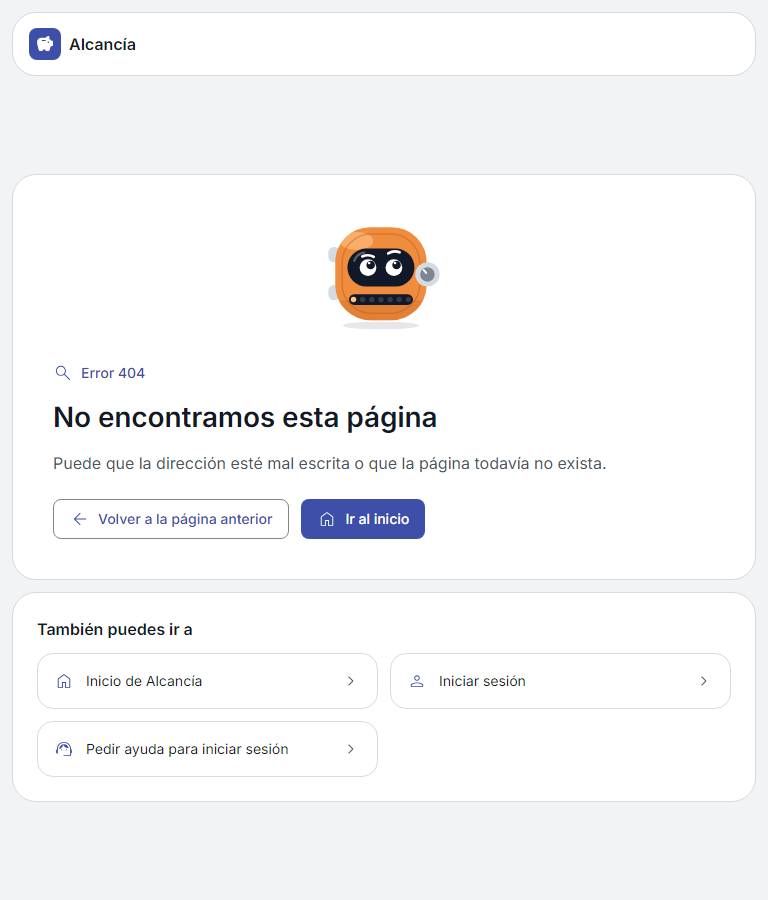 Alcancía
Error 404
No encontramos esta página
Puede que la dirección esté mal escrita o que la página todavía no exista.
Volver a la página anterior
Ir al inicio
También puedes ir a
Inicio de Alcancía
Iniciar sesión
Pedir ayuda para iniciar sesión